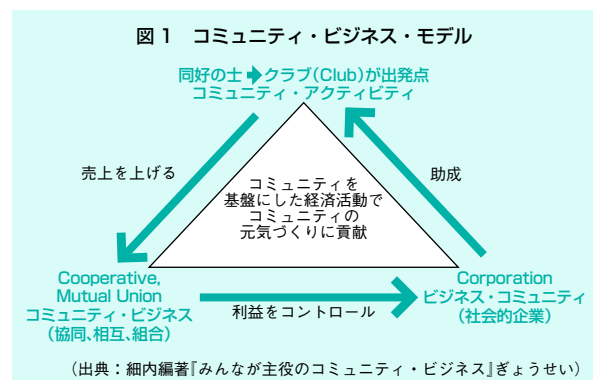 図1 コミュニティ・ビジネス・モデル
同好の士➡クラブ(Club)が出発点
コミュニティ・アクティビティ
売上を上げる
助成
コミュニティを
基盤にした経済活動で
コミュニティの
元気づくりに貢献
Cooperative,
Mutual Union
コミュニティ・ビジネス
(協同、相互、組合)
利益をコントロール
Corporation
ビジネス・コミュニティ
(社会的企業)
(出典:細内編著『みんなが主役のコミュニティ・ビジネス』ぎょうせい)